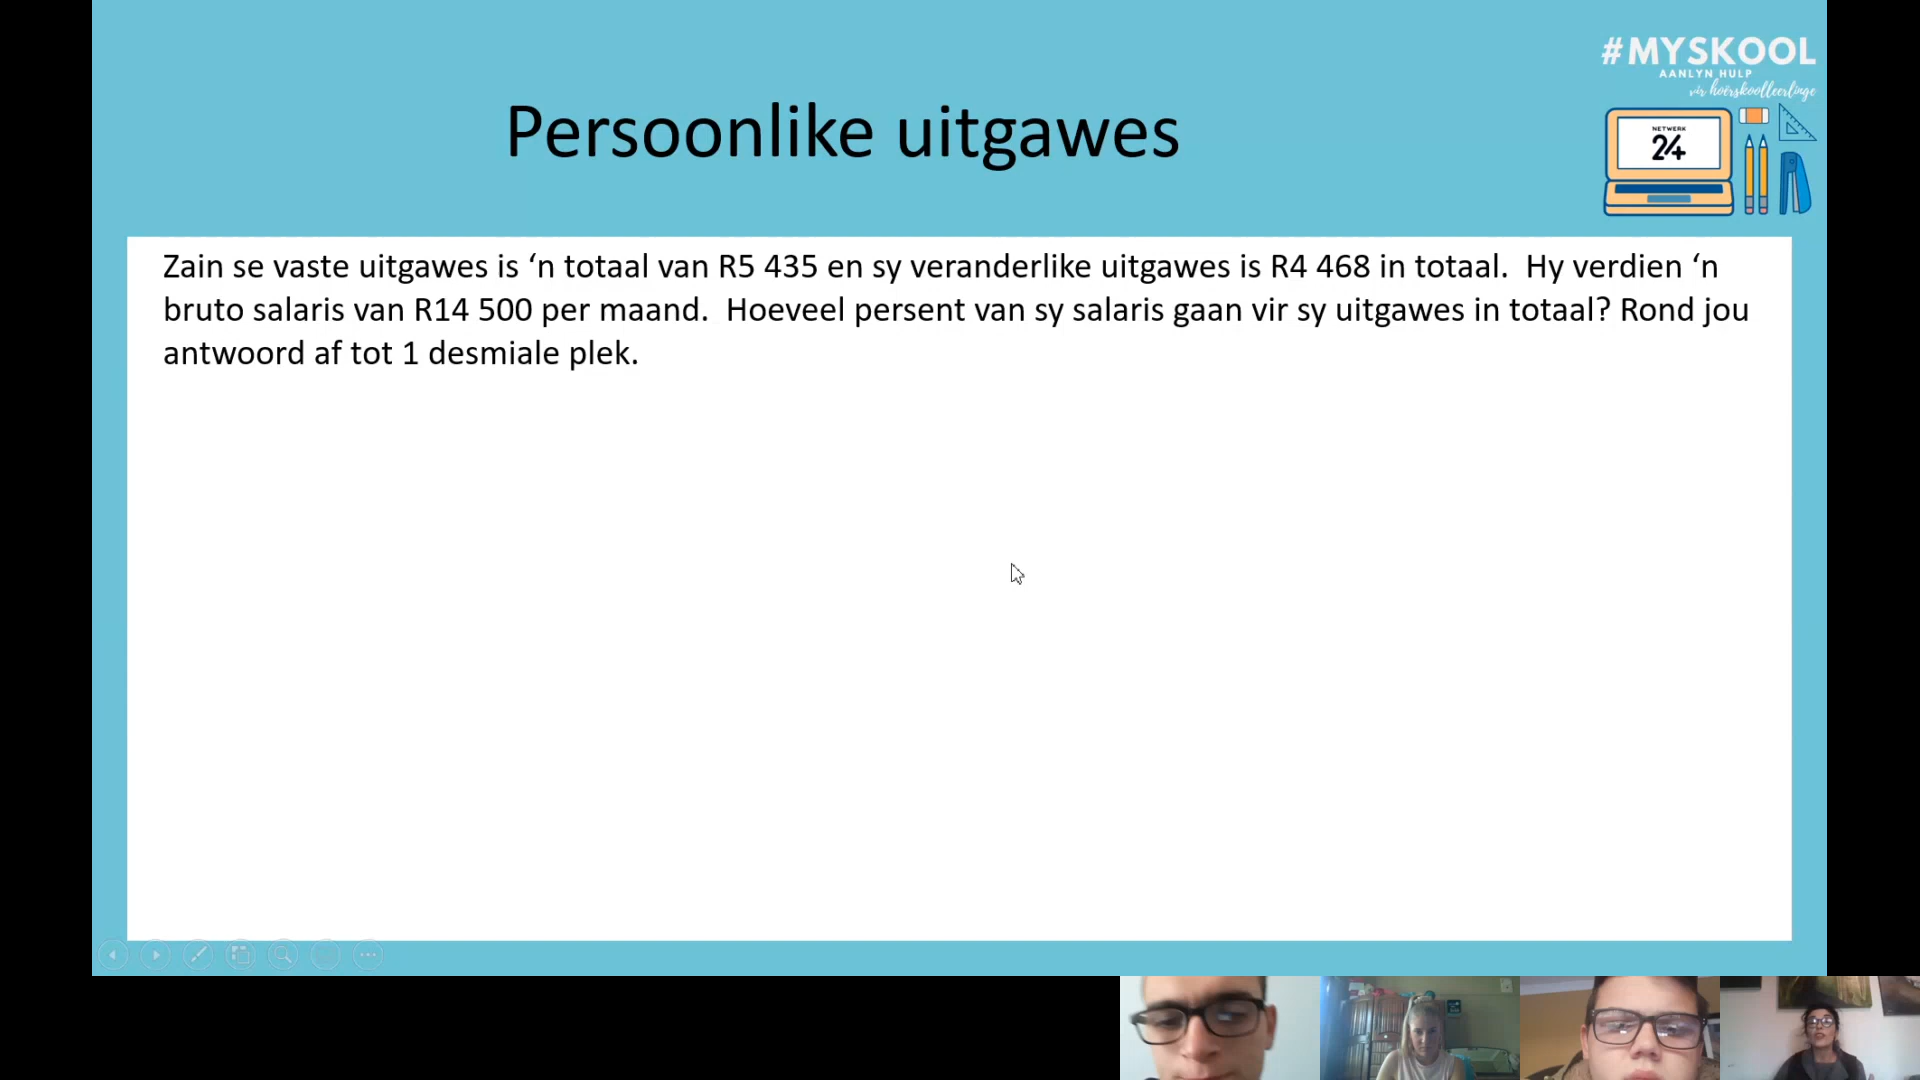 #MYSKOOL
AANLYN HULP
vir hoërskoolleerlinge
NETWERK
24
Persoonlike uitgawes
Zain se vaste uitgawes is ‘n totaal van R5 435 en sy veranderlike uitgawes is R4 468 in totaal.  Hy verdien ‘n
bruto salaris van R14 500 per maand.  Hoeveel persent van sy salaris gaan vir sy uitgawes in totaal? Rond jou
antwoord af tot 1 desmiale plek.